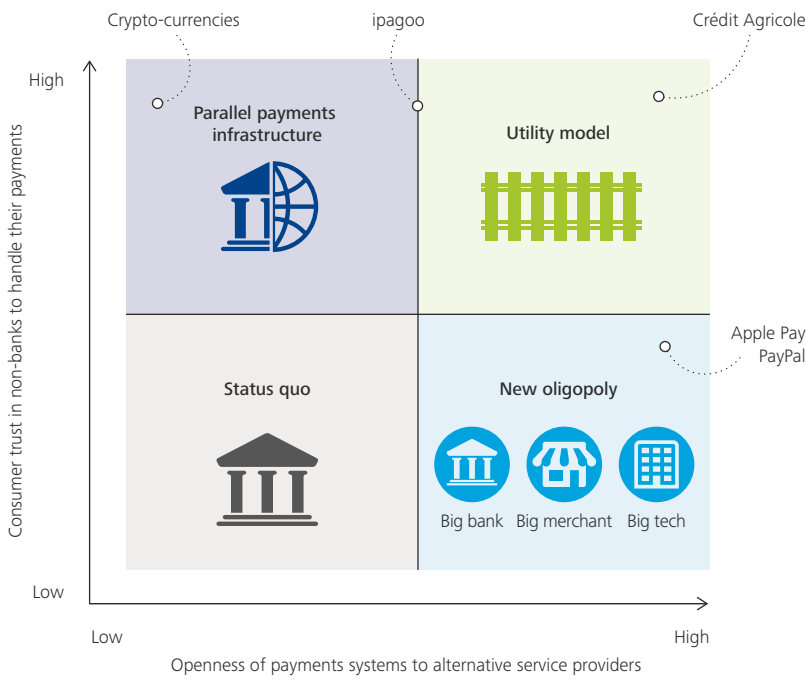 Crypto-currencies
ipagoo
Crédit Agricole
High
Parallel payments
infrastructure
Utility model
Consumer trust in non-banks to handle their payments
Apple Pay
PayPal
Status quo
New oligopoly
Big bank
Big merchant
Big tech
Low
Low
High
Openness of payments systems to alternative service providers